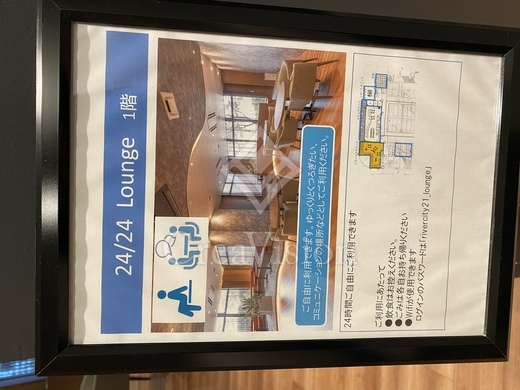 24/24 Lounge 1階
ご自由に利用できます。ゆっくりとくつろぎたい、
コミュニケーションの場所などとしてご利用ください。
24時間ご自由にご利用できます
ご利用にあたって
●飲食はお控えください。
●ごみは各自お持ち帰りください
●Wifiが使用できます
ログインのパスワードは「rivercity21_lounge」